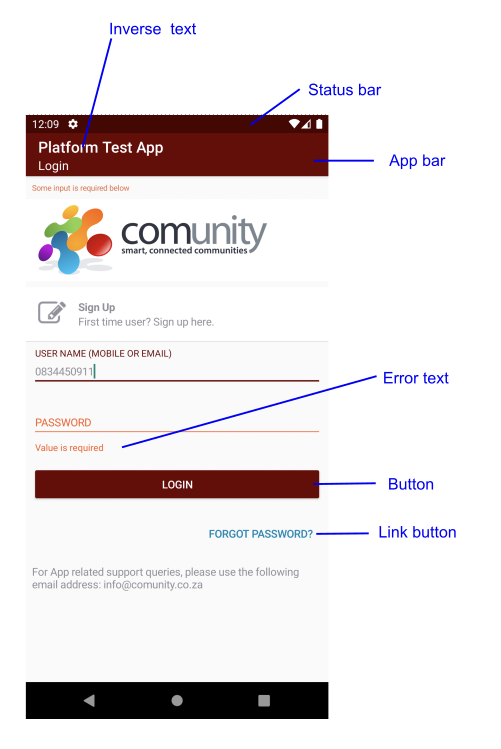 Inverse text
Status bar
12:09
Platform Test App
Login
App bar
Some input is required below
comunity
smart, connected communities
Sign Up
First time user? Sign up here.
USER NAME (MOBILE OR EMAIL)
0834450911
Error text
PASSWORD
Value is required
LOGIN
Button
FORGOT PASSWORD?
Link button
For App related support queries, please use the following
email address: info@comunity.co.za